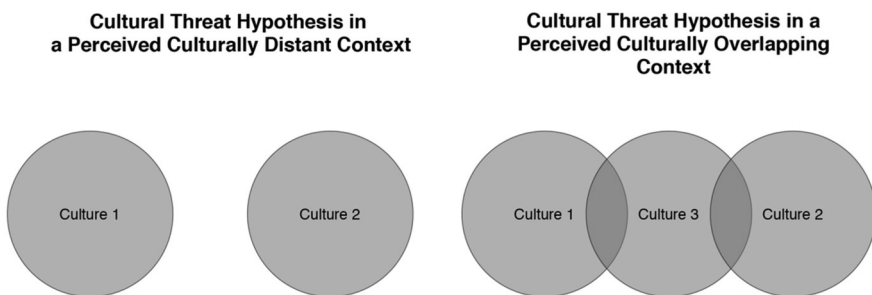 Cultural Threat Hypothesis in
a Perceived Culturally Distant Context
Cultural Threat Hypothesis in a
Perceived Culturally Overlapping
Context
Culture 1
Culture 2
Culture 1
Culture 3
Culture 2